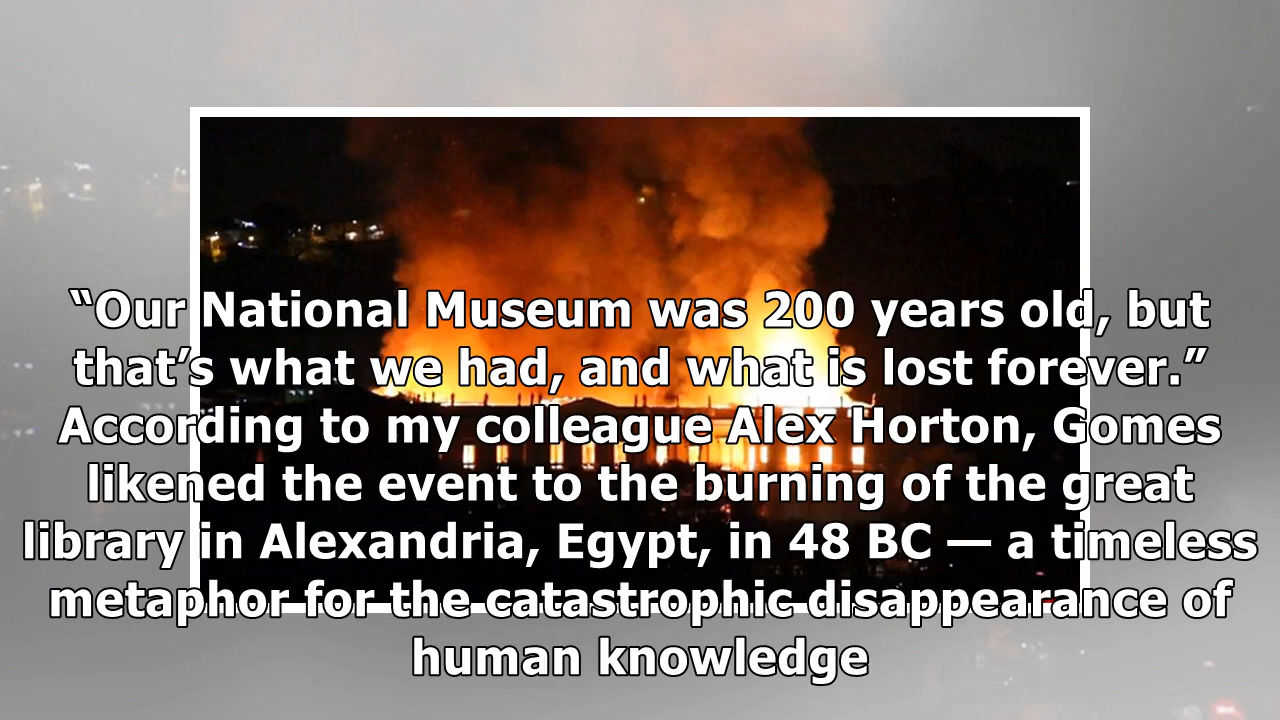 “Our National Museum was 200 years old, but
that’s what we had, and what is lost forever.”
According to my colleague Alex Horton, Gomes
likened the event to the burning of the great
library in Alexandria, Egypt, in 48 BC — a timeless
metaphor for the catastrophic disappearance of
human knowledge